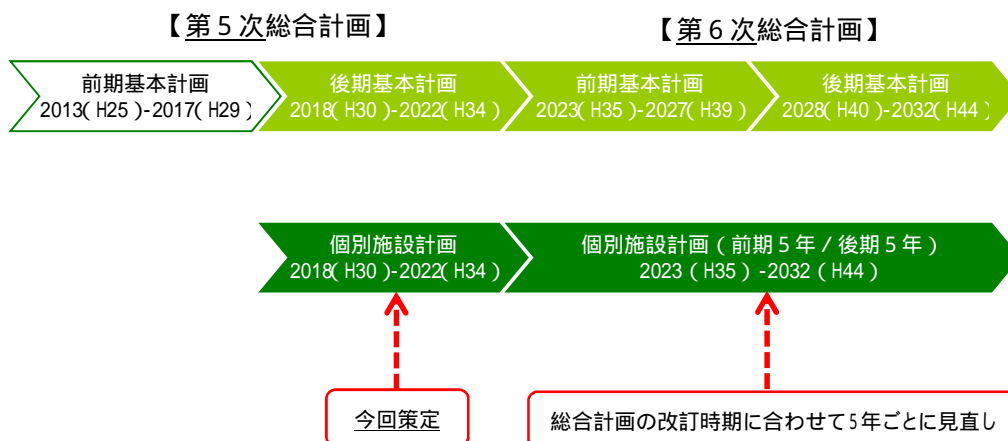 【第５次総合計画】
【第６次総合計画】
前期基本計画
2013(H25)-2017(H29)
後期基本計画
2018(H30)-2022(H34)
前期基本計画
2023(H35)-2027(H39)
後期基本計画
2028(H40)-2032(H44)
個別施設計画
2018(H30)-2022(H34)
個別施設計画(前期５年/後期５年)
2023(H35)-2032(H44)
今回策定
総合計画の改訂時期に合わせて5年ごとに見直し